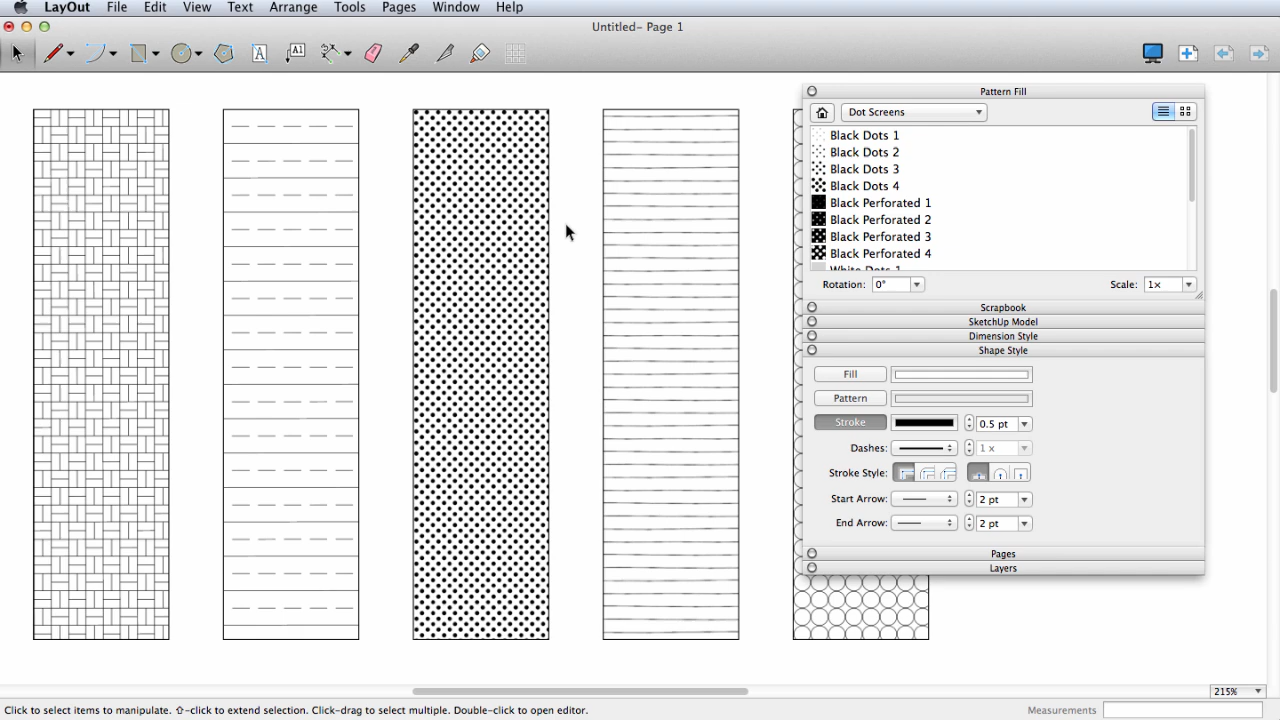 LayOut File Edit View Text Arrange Tools Pages Window Help
Untitled- Page 1
A
A1
Pattern Fill
Dot Screens
Black Dots 1
Black Dots 2
Black Dots 3
Black Dots 4
Black Perforated 1
Black Perforated 2
Black Perforated 3
Black Perforated 4
White Dots 1
Rotation: 0° Scale: 1x
Scrapbook
SketchUp Model
Dimension Style
Shape Style
Fill
Pattern
Stroke 0.5 pt
Dashes: 1 x
Stroke Style:
Start Arrow: 2 pt
End Arrow: 2 pt
Pages
Layers
215%
Click to select items to manipulate. ⇧-click to extend selection. Click-drag to select multiple. Double-click to open editor. Measurements